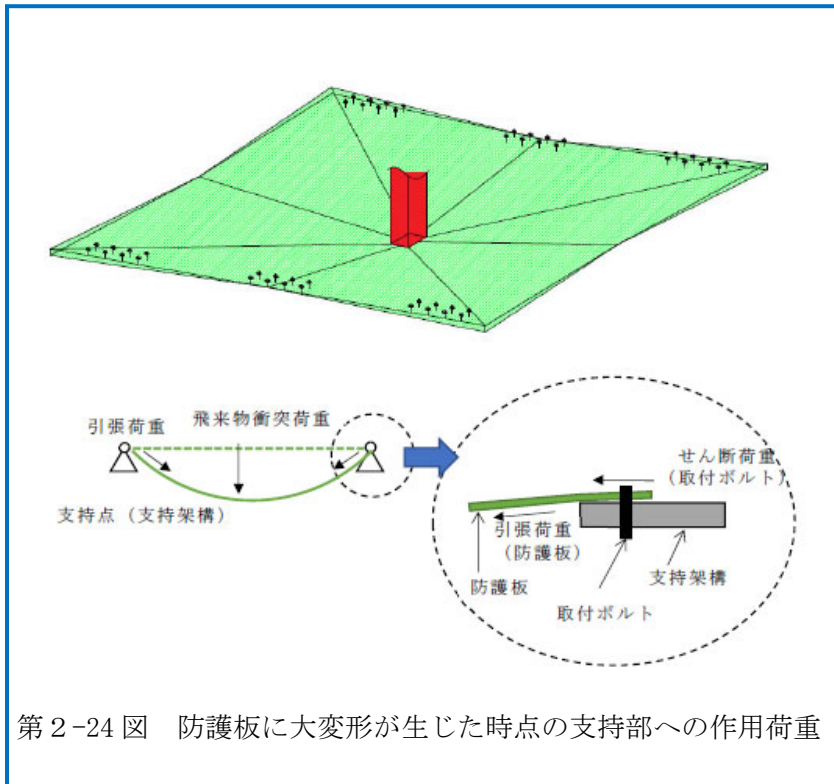 引張荷重
飛来物衝突荷重
支持点(支持架構)
せん断荷重
(取付ボルト)
引張荷重
(防護板)
防護板
支持架構
取付ボルト
第2-24図 防護板に大変形が生じた時点の支持部への作用荷重